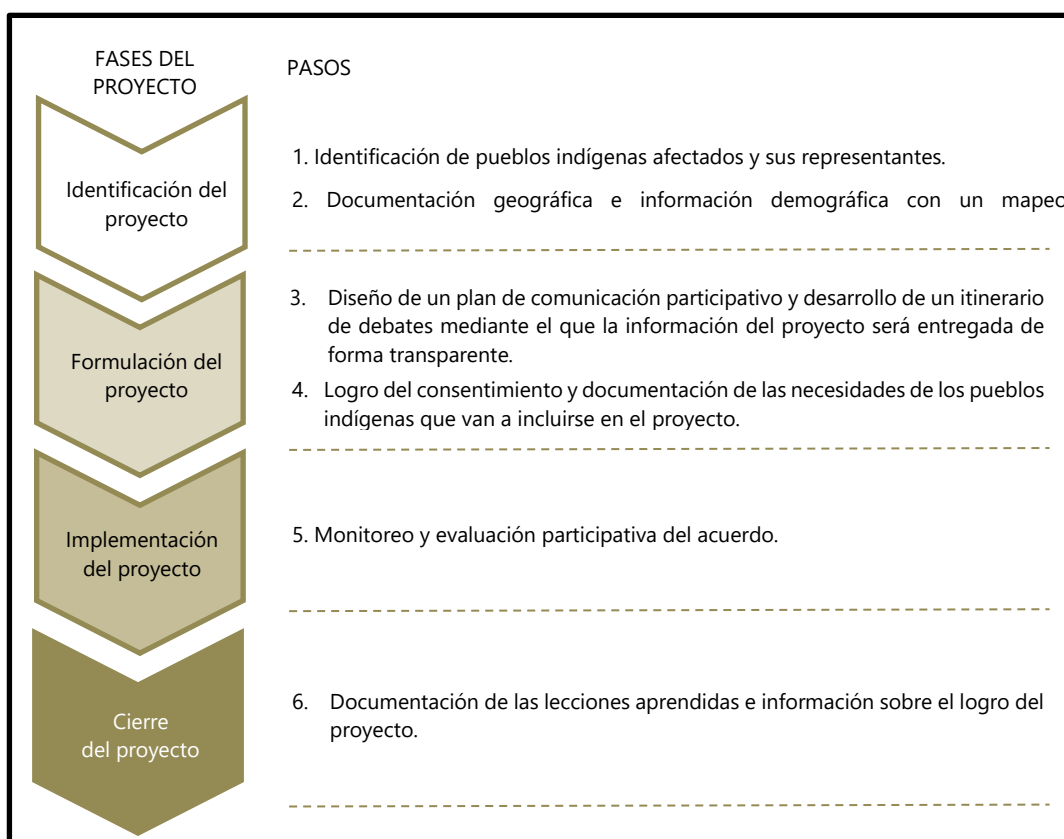 FASES DEL
PROYECTO
PASOS
Identificación del
proyecto
1. Identificación de pueblos indígenas afectados y sus representantes.
2. Documentación geográfica e información demográfica con un mapeo
Formulación del
proyecto
3. Diseño de un plan de comunicación participativo y desarrollo de un itinerario
de debates mediante el que la información del proyecto será entregada de
forma transparente.
4. Logro del consentimiento y documentación de las necesidades de los pueblos
indígenas que van a incluirse en el proyecto.
Implementación
del proyecto
5. Monitoreo y evaluación participativa del acuerdo.
Cierre
del proyecto
6. Documentación de las lecciones aprendidas e información sobre el logro del
proyecto.